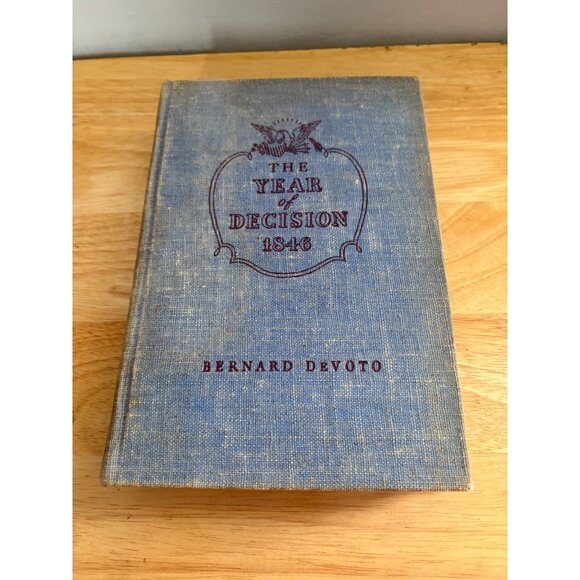 THE
YEAR
of
DECISION
1846
BERNARD DEVOTO